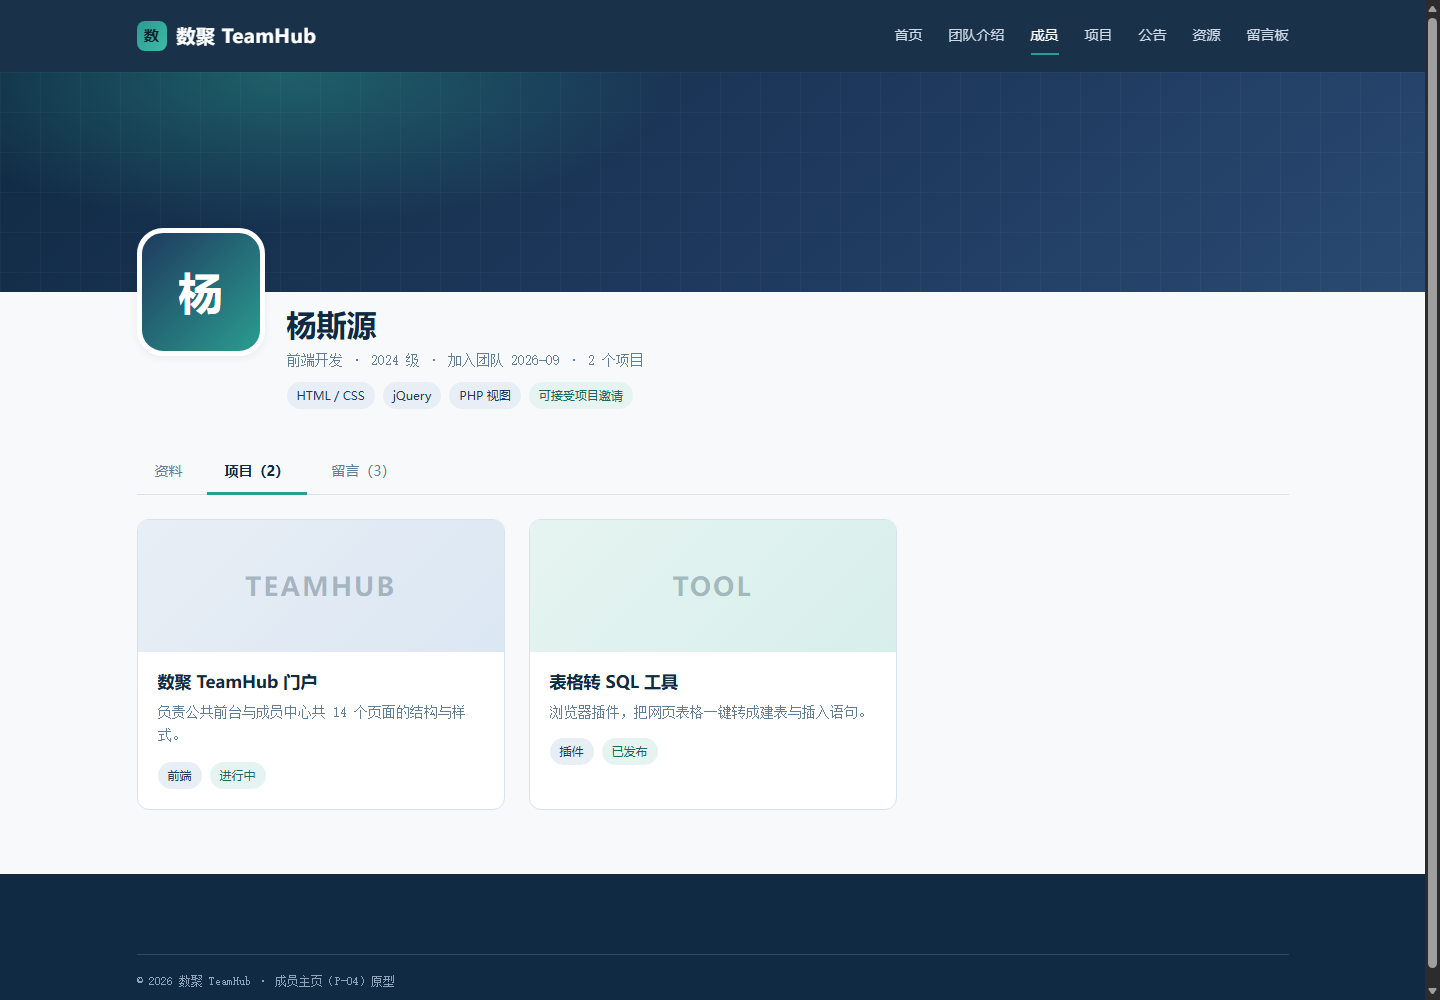 数 数聚 TeamHub
首页 团队介绍 成员 项目 公告 资源 留言板
杨
杨斯源
前端开发 · 2024 级 · 加入团队 2026-09 · 2 个项目
HTML / CSS jQuery PHP 视图 可接受项目邀请
资料 项目（2） 留言（3）
TEAMHUB
数聚 TeamHub 门户
负责公共前台与成员中心共 14 个页面的结构与样
式。
前端 进行中
TOOL
表格转 SQL 工具
浏览器插件，把网页表格一键转成建表与插入语句。
插件 已发布
© 2026 数聚 TeamHub · 成员主页（P-04）原型